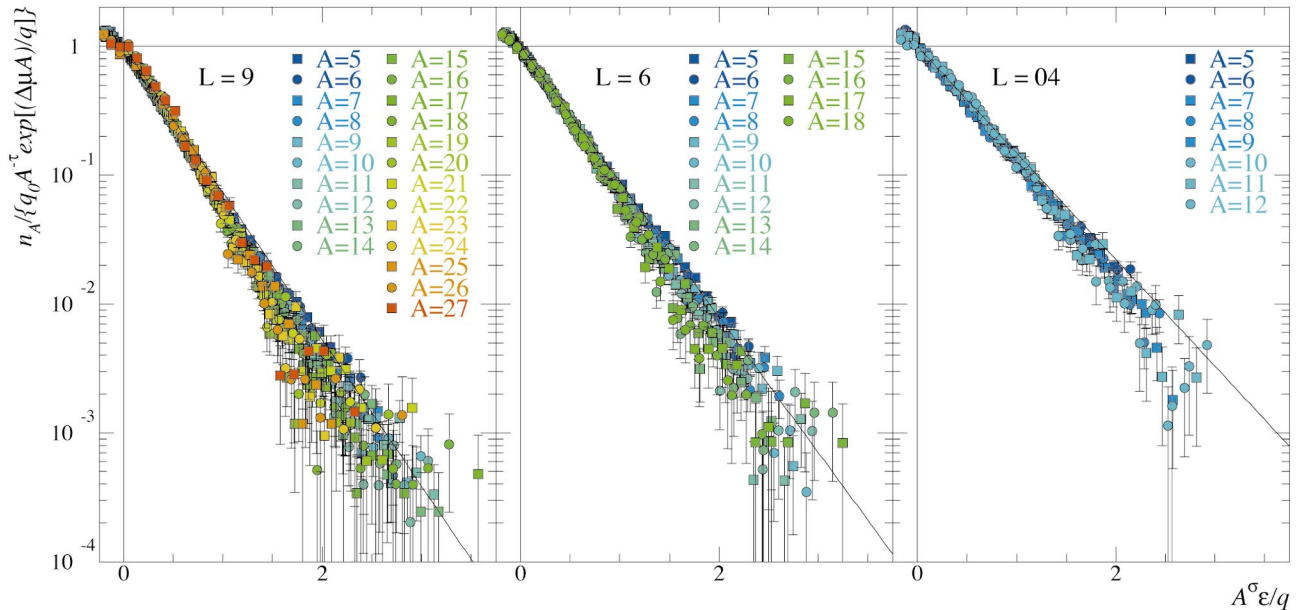 n_A/{q_0A^{-τ}exp[(ΔμA)/q]}
1
10^{-1}
10^{-2}
10^{-3}
10^{-4}
L = 9
A=5
A=6
A=7
A=8
A=9
A=10
A=11
A=12
A=13
A=14
A=15
A=16
A=17
A=18
A=19
A=20
A=21
A=22
A=23
A=24
A=25
A=26
A=27
0 2
L = 6
A=5
A=6
A=7
A=8
A=9
A=10
A=11
A=12
A=13
A=14
A=15
A=16
A=17
A=18
0 2
L = 04
A=5
A=6
A=7
A=8
A=9
A=10
A=11
A=12
0 2
A^σε/q